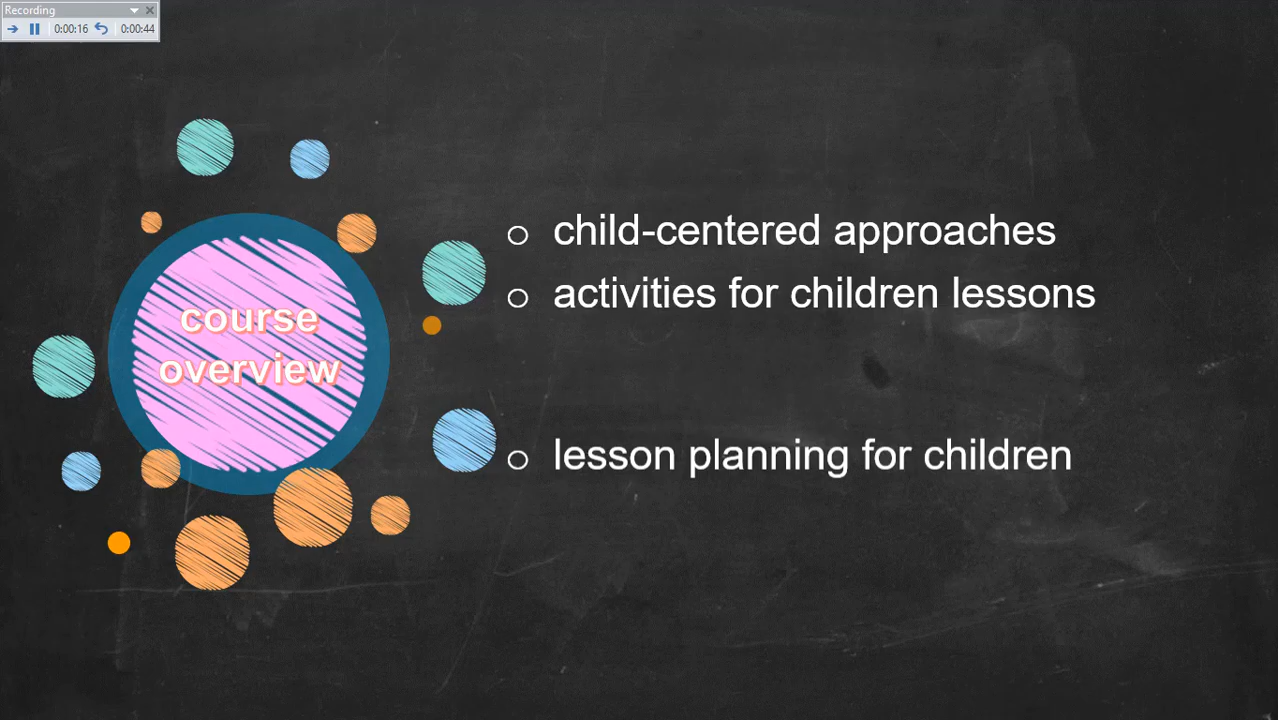 Recording
0:00:16 0:00:44
course
overview
child-centered approaches
activities for children lessons
lesson planning for children